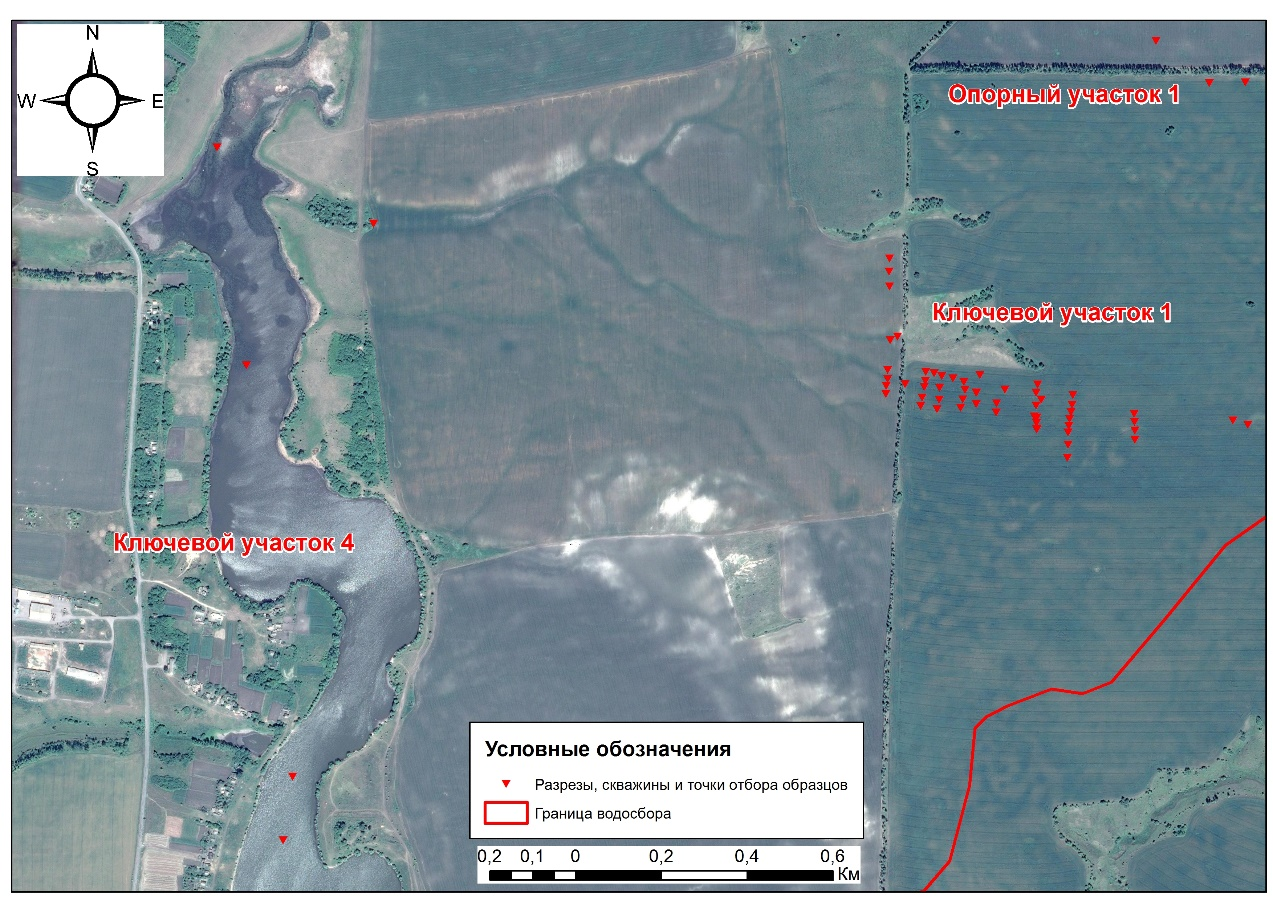 N
W E
S
Опорный участок 1
Ключевой участок 1
Ключевой участок 4
Условные обозначения
Разрезы, скважины и точки отбора образцов
Граница водосбора
0,2 0,1 0 0,2 0,4 0,6
Км